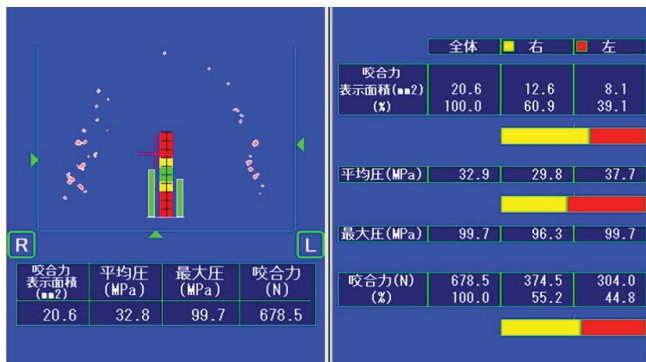 R
L
咬合力 平均圧 最大圧 咬合力
表示面積 (MPa) (MPa) (N)
(mm2)
20.6 32.8 99.7 678.5
全体 右 左
咬合力
表示面積(mm2) 20.6 12.6 8.1
(%) 100.0 60.9 39.1
平均圧(MPa) 32.9 29.8 37.7
最大圧(MPa) 99.7 96.3 99.7
咬合力(N) 678.5 374.5 304.0
(%) 100.0 55.2 44.8